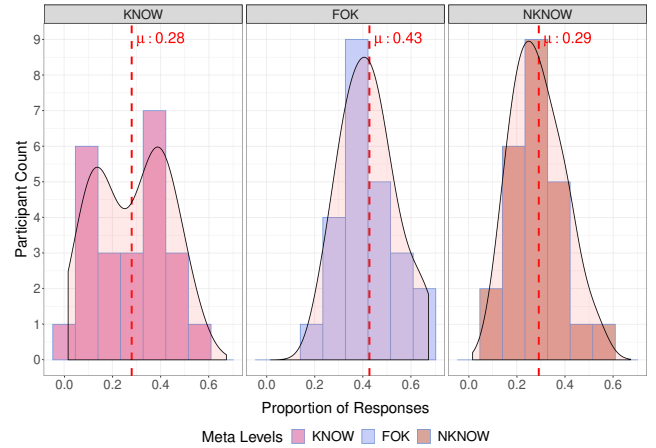 KNOW FOK NKNOW
μ : 0.28 μ : 0.43 μ : 0.29
9
8
7
6
5
4
3
2
1
0
Participant Count
0.0 0.2 0.4 0.6 0.0 0.2 0.4 0.6 0.0 0.2 0.4 0.6
Proportion of Responses
Meta Levels KNOW FOK NKNOW